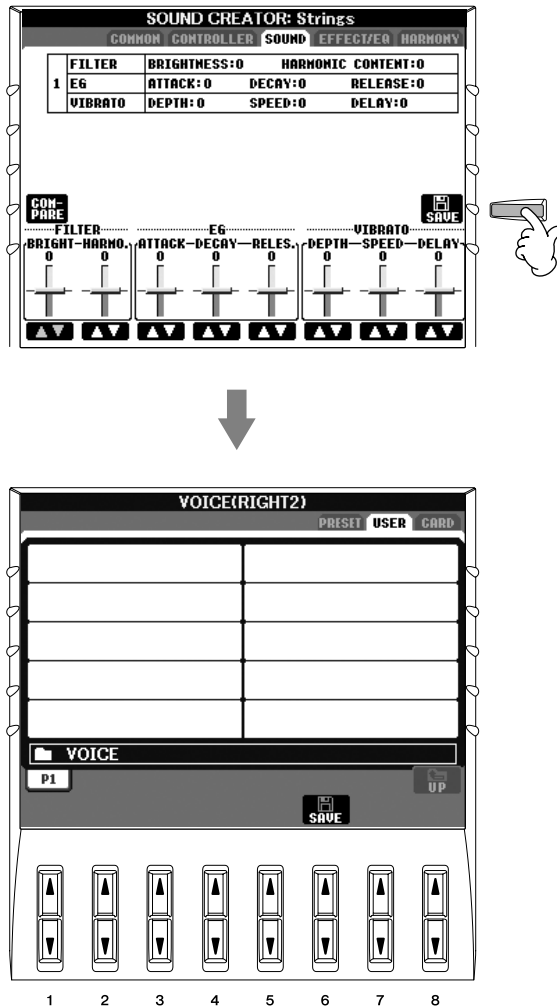 SOUND CREATOR: Strings
COMMON CONTROLLER SOUND EFFECT/EQ HARMONY
1
FILTER BRIGHTNESS:0 HARMONIC CONTENT:0
EG ATTACK:0 DECAY:0 RELEASE:0
VIBRATO DEPTH:0 SPEED:0 DELAY:0
COM-
PARE
SAVE
FILTER EG VIBRATO
BRIGHT-HARMO. ATTACK-DECAY-RELES. DEPTH-SPEED-DELAY
0 0 0 0 0 0 0 0
VOICE(RIGHT2)
PRESET USER CARD
VOICE
P1
UP
SAVE
1 2 3 4 5 6 7 8